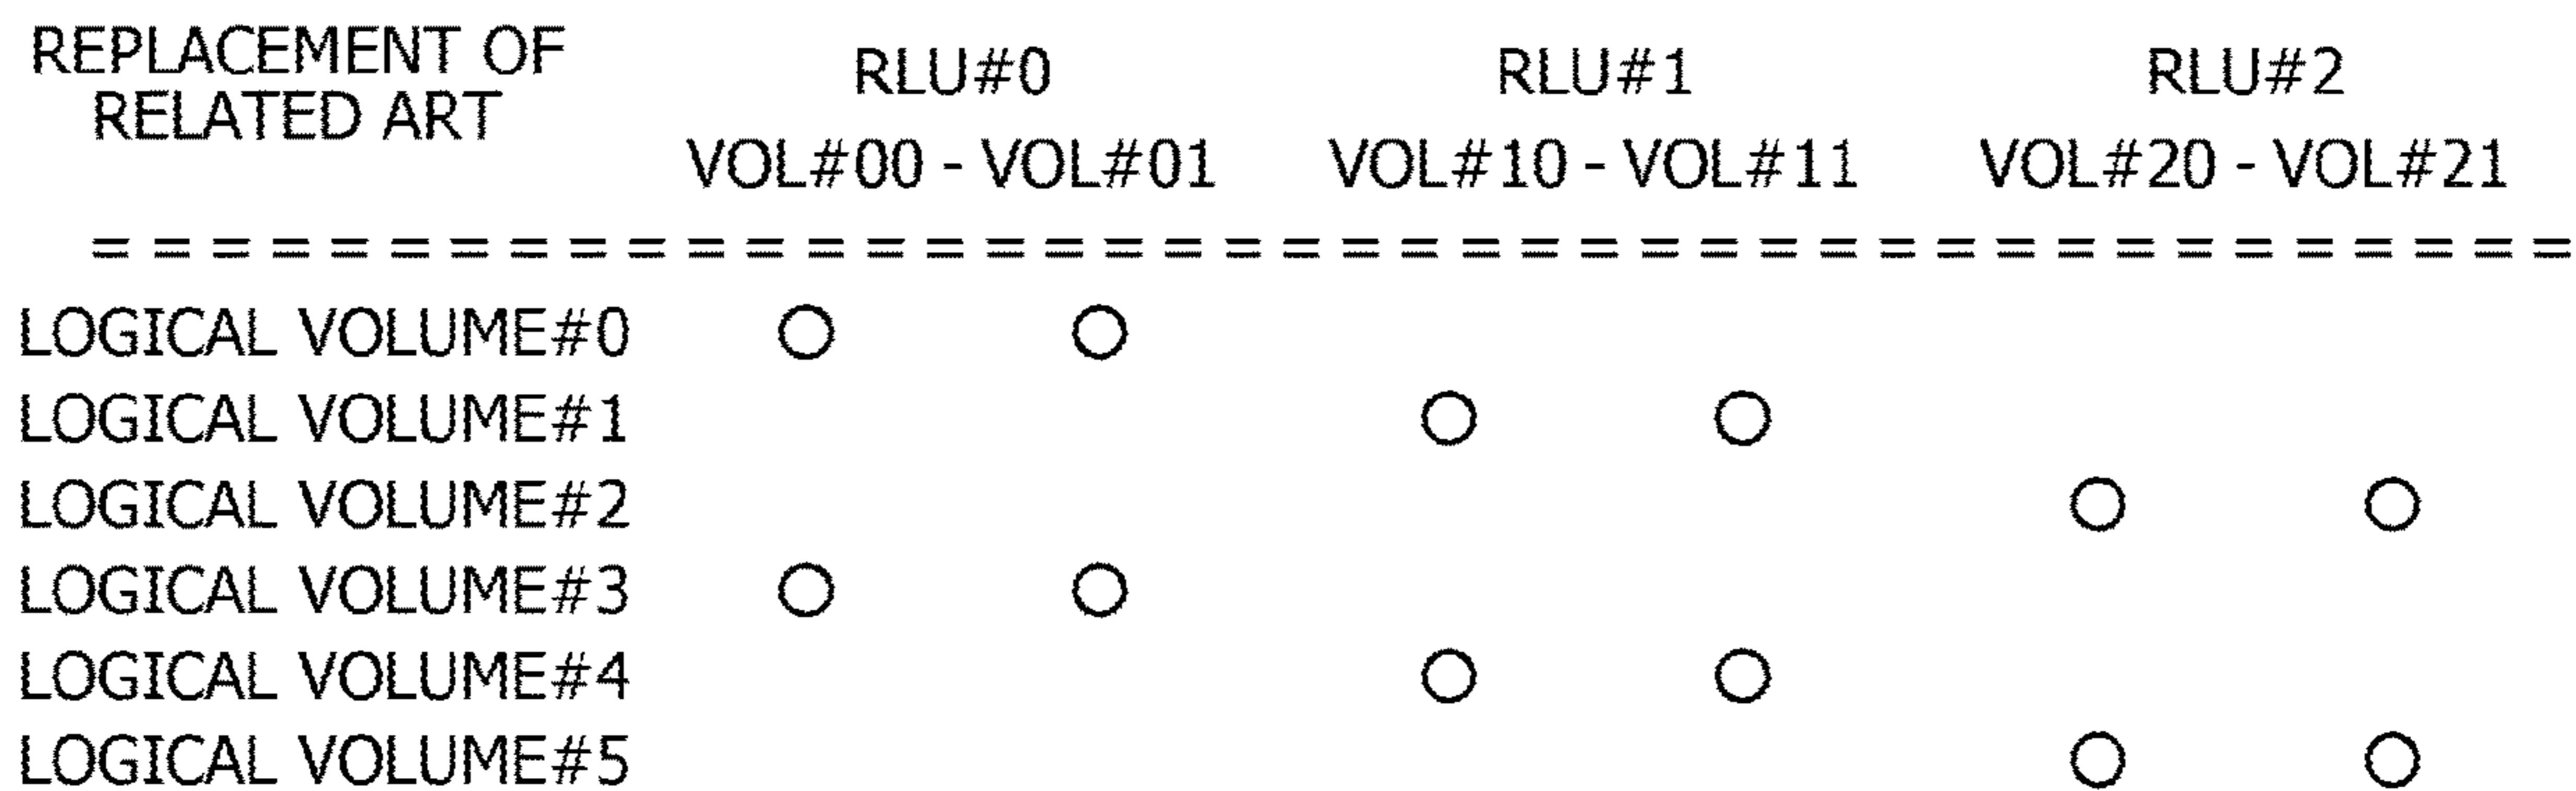 REPLACEMENT OF
RELATED ART
RLU#0 RLU#1 RLU#2
VOL#00 - VOL#01 VOL#10 - VOL#11 VOL#20 - VOL#21
= = = = = = = = = = = = = = = = = = = = = = = = = = = = = = = = = = = = = = = = = =
LOGICAL VOLUME#0 ○ ○
LOGICAL VOLUME#1 ○ ○
LOGICAL VOLUME#2 ○ ○
LOGICAL VOLUME#3 ○ ○
LOGICAL VOLUME#4 ○ ○
LOGICAL VOLUME#5 ○ ○